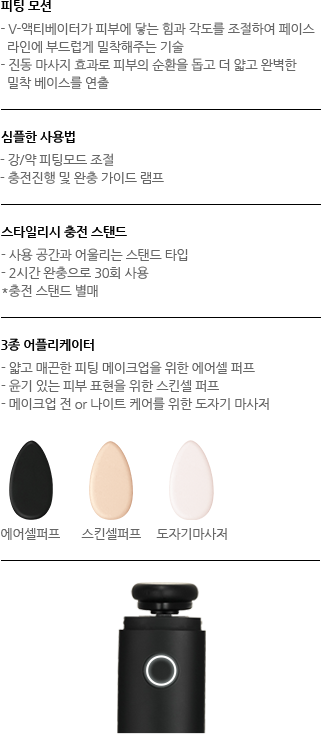 피팅 모션
- V-액티베이터가 피부에 닿는 힘과 각도를 조절하여 페이스
라인에 부드럽게 밀착해주는 기술
- 진동 마사지 효과로 피부의 순환을 돕고 더 얇고 완벽한
밀착 베이스를 연출
심플한 사용법
- 강/약 피팅모드 조절
- 충전진행 및 완충 가이드 램프
스타일리시 충전 스탠드
- 사용 공간과 어울리는 스탠드 타입
- 2시간 완충으로 30회 사용
*충전 스탠드 별매
3종 어플리케이터
- 얇고 매끈한 피팅 메이크업을 위한 에어셀 퍼프
- 윤기 있는 피부 표현을 위한 스킨셀 퍼프
- 메이크업 전 or 나이트 케어를 위한 도자기 마사저
에어셀퍼프 스킨셀퍼프 도자기마사저